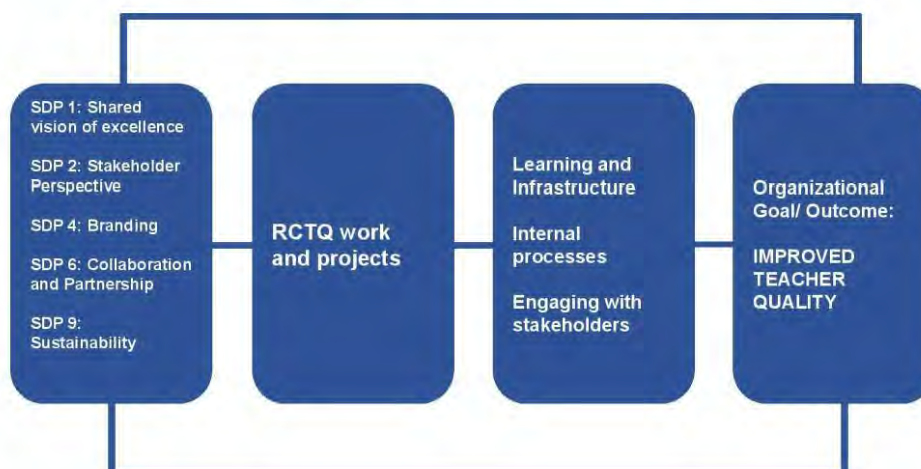 SDP 1: Shared
vision of excellence
SDP 2: Stakeholder
Perspective
SDP 4: Branding
SDP 6: Collaboration
and Partnership
SDP 9:
Sustainability
RCTQ work
and projects
Learning and
Infrastructure
Internal
processes
Engaging with
stakeholders
Organizational
Goal/ Outcome:
IMPROVED
TEACHER
QUALITY